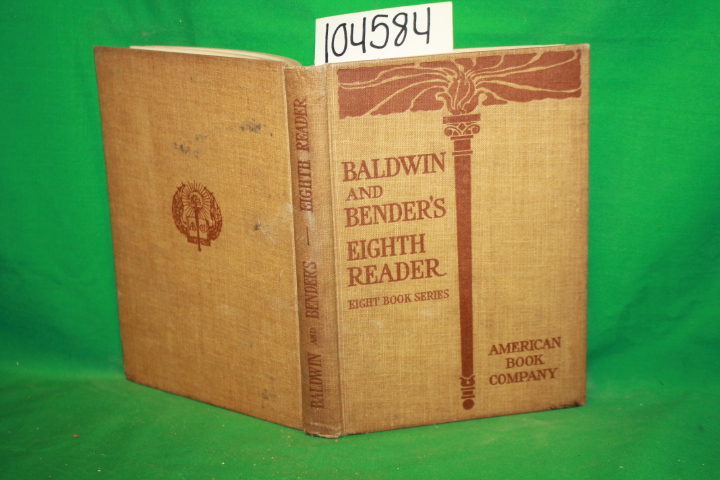 104584
BALDWIN
AND
BENDER'S
EIGHTH
READER
EIGHT BOOK SERIES
AMERICAN
BOOK
COMPANY
BALDWIN AND BENDER'S — EIGHTH READER